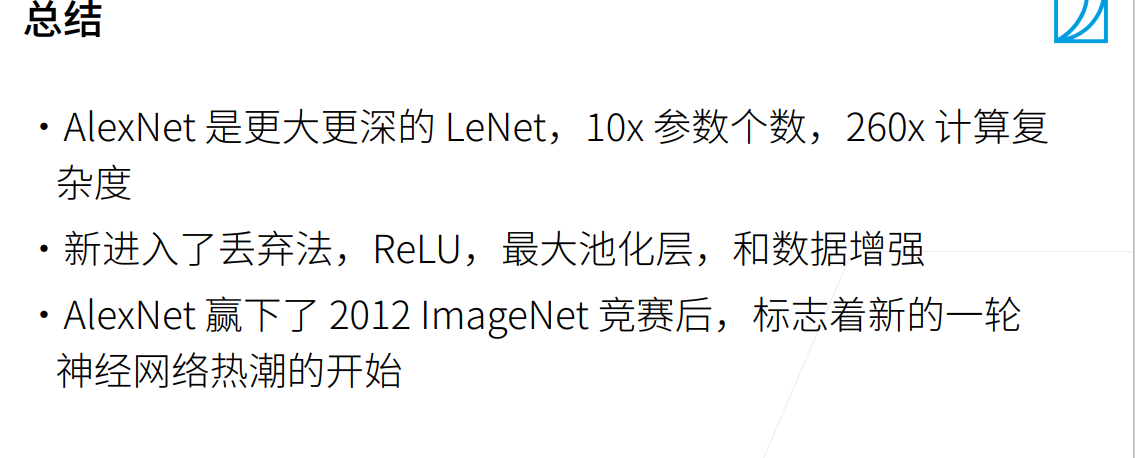 总结
• AlexNet 是更大更深的 LeNet，10x 参数个数，260x 计算复
杂度
• 新进入了丢弃法，ReLU，最大池化层，和数据增强
• AlexNet 赢下了 2012 ImageNet 竞赛后，标志着新的一轮
神经网络热潮的开始